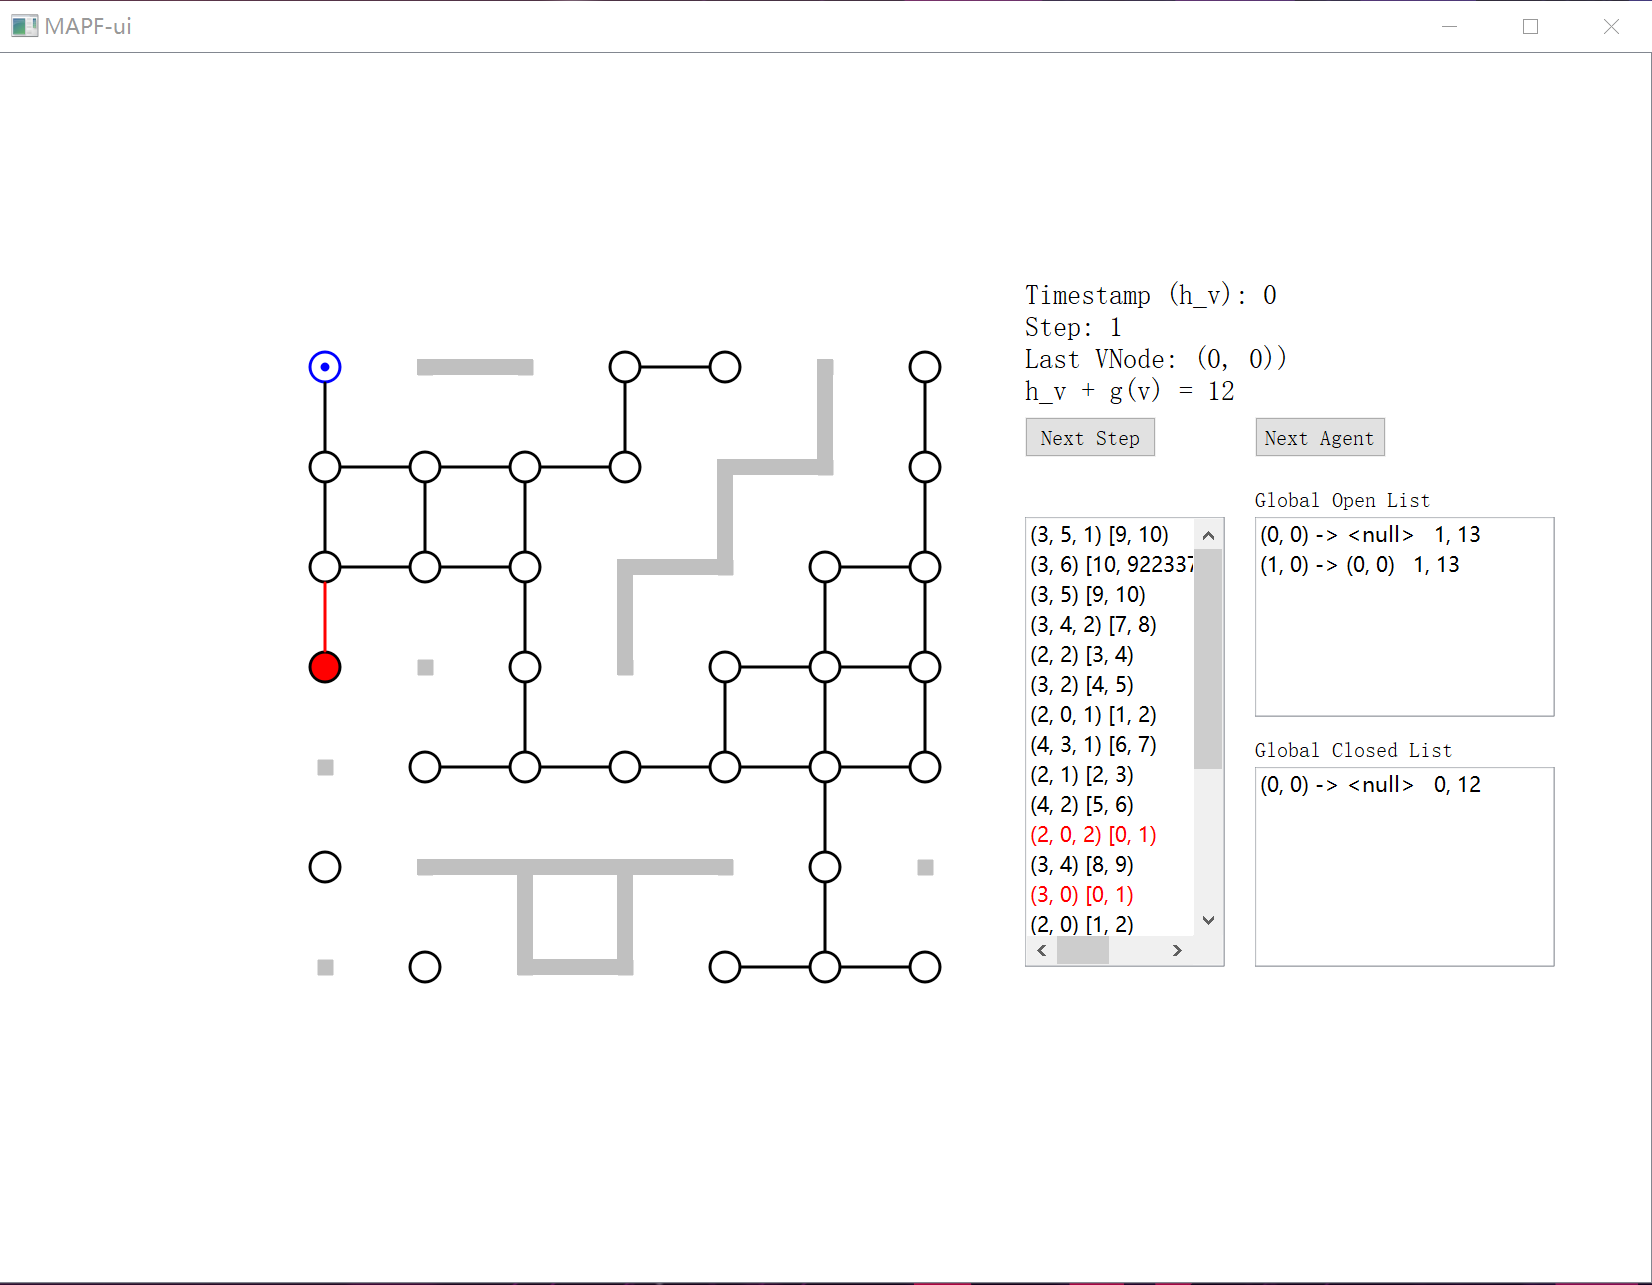 MAPF-ui
Timestamp (h_v): 0
Step: 1
Last VNode: (0, 0))
h_v + g(v) = 12
Next Step
Next Agent
(3, 5, 1) [9, 10)
(3, 6) [10, 922337
(3, 5) [9, 10)
(3, 4, 2) [7, 8)
(2, 2) [3, 4)
(3, 2) [4, 5)
(2, 0, 1) [1, 2)
(4, 3, 1) [6, 7)
(2, 1) [2, 3)
(4, 2) [5, 6)
(2, 0, 2) [0, 1)
(3, 4) [8, 9)
(3, 0) [0, 1)
(2, 0) [1, 2)
Global Open List
(0, 0) -> <null> 1, 13
(1, 0) -> (0, 0) 1, 13
Global Closed List
(0, 0) -> <null> 0, 12